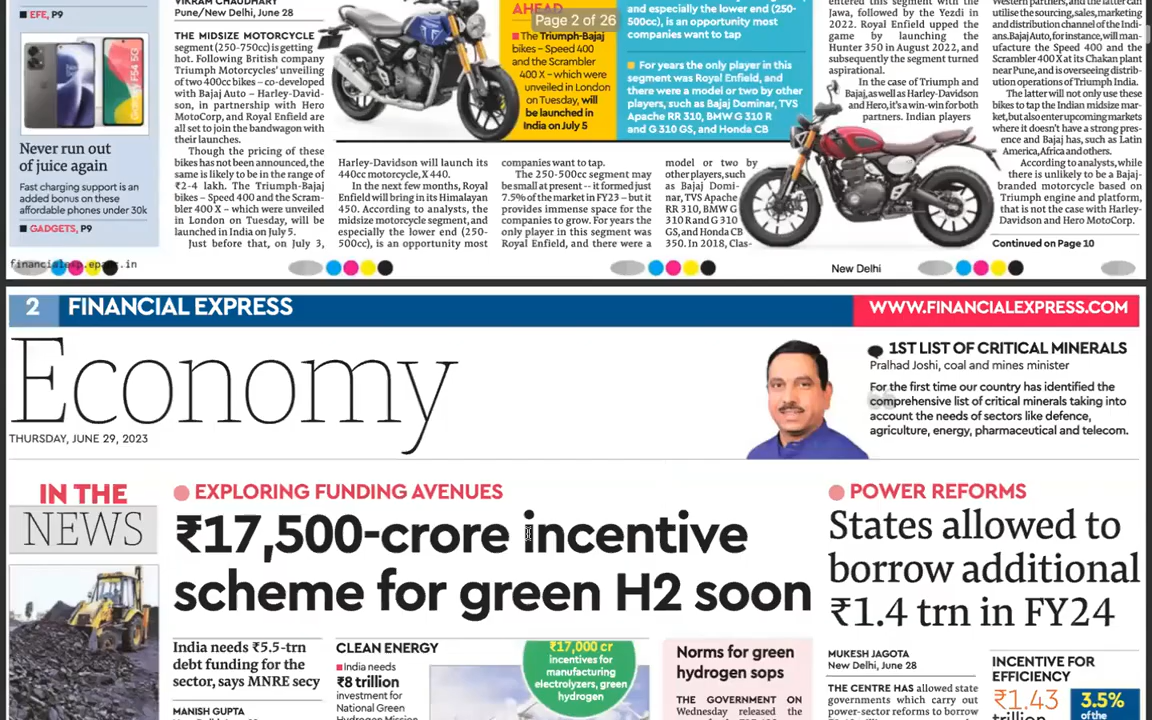 EFE, P9
Never run out
of juice again
Fast charging support is an
added bonus on these
affordable phones under 30k
GADGETS, P9
financialexp.epapr.in
VIKRAM CHAUDHARY
Pune/New Delhi, June 28
THE MIDSIZE MOTORCYCLE
segment (250-750cc) is getting
hot. Following British company
Triumph Motorcycles' unveiling
of two 400cc bikes – co-developed
with Bajaj Auto – Harley-David-
son, in partnership with Hero
MotoCorp, and Royal Enfield are
all set to join the bandwagon with
their launches.
Though the pricing of these
bikes has not been announced, the
same is likely to be in the range of
₹2-4 lakh. The Triumph-Bajaj
bikes – Speed 400 and the Scram-
bler 400 X – which were unveiled
in London on Tuesday, will be
launched in India on July 5.
Just before that, on July 3,
Harley-Davidson will launch its
440cc motorcycle, X 440.
In the next few months, Royal
Enfield will bring in its Himalayan
450. According to analysts, the
midsize motorcycle segment, and
especially the lower end (250-
500cc), is an opportunity most
AHEAD
Page 2 of 26
The Triumph-Bajaj
bikes – Speed 400
and the Scrambler
400 X – which were
unveiled in London
on Tuesday, will
be launched in
India on July 5
and especially the lower end (250-
500cc), is an opportunity most
companies want to tap
For years the only player in this
segment was Royal Enfield, and
there were a model or two by other
players, such as Bajaj Dominar, TVS
Apache RR 310, BMW G 310 R
and G 310 GS, and Honda CB
companies want to tap.
The 250-500cc segment may
be small at present -- it formed just
7.5% of the market in FY23 – but it
provides immense space for the
companies to grow. For years the
only player in this segment was
Royal Enfield, and there were a
model or two by
other players, such
as Bajaj Domi-
nar, TVS Apache
RR 310, BMW G
310 R and G 310
GS, and Honda CB
350. In 2018, Clas-
entered this segment with the
Jawa, followed by the Yezdi in
2022. Royal Enfield upped the
game by launching the
Hunter 350 in August 2022, and
subsequently the segment turned
aspirational.
In the case of Triumph and
Bajaj, as well as Harley-Davidson
and Hero, it's a win-win for both
partners. Indian players
Western partners, and the latter can
utilise the sourcing, sales, marketing
and distribution channel of the Indi-
ans. Bajaj Auto, for instance, will man-
ufacture the Speed 400 and the
Scrambler 400 X at its Chakan plant
near Pune, and is overseeing distrib-
ution operations of Triumph India.
The latter will not only use these
bikes to tap the Indian midsize mar-
ket, but also enter upcoming markets
where it doesn't have a strong pres-
ence and Bajaj has, such as Latin
America, Africa and others.
According to analysts, while
there is unlikely to be a Bajaj-
branded motorcycle based on
Triumph engine and platform,
that is not the case with Harley-
Davidson and Hero MotoCorp.
Continued on Page 10
New Delhi
2 FINANCIAL EXPRESS
WWW.FINANCIALEXPRESS.COM
Economy
THURSDAY, JUNE 29, 2023
1ST LIST OF CRITICAL MINERALS
Pralhad Joshi, coal and mines minister
For the first time our country has identified the
comprehensive list of critical minerals taking into
account the needs of sectors like defence,
agriculture, energy, pharmaceutical and telecom.
IN THE
NEWS
EXPLORING FUNDING AVENUES
₹17,500-crore incentive
scheme for green H2 soon
India needs ₹5.5-trn
debt funding for the
sector, says MNRE secy
MANISH GUPTA
CLEAN ENERGY
India needs
₹8 trillion
investment for
National Green
Hydrogen Mission
₹17,000 cr
incentives for
manufacturing
electrolyzers, green
hydrogen
Norms for green
hydrogen sops
THE GOVERNMENT ON
Wednesday released the
POWER REFORMS
States allowed to
borrow additional
₹1.4 trn in FY24
MUKESH JAGOTA
New Delhi, June 28
THE CENTRE HAS allowed state
governments which carry out
power-sector reforms to borrow
INCENTIVE FOR
EFFICIENCY
₹1.43
trillion
3.5%
of the